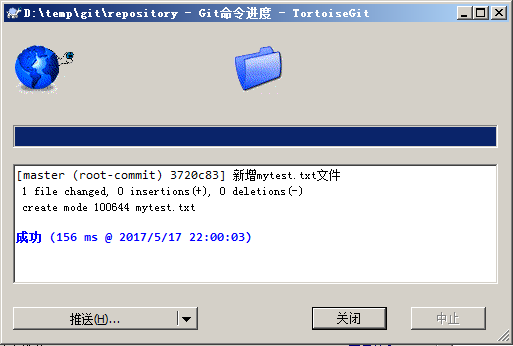 D:\temp\git\repository - Git命令进度 - TortoiseGit
[master (root-commit) 3720c83] 新增mytest.txt文件
1 file changed, 0 insertions(+), 0 deletions(-)
create mode 100644 mytest.txt
成功 (156 ms @ 2017/5/17 22:00:03)
推送(H)... 关闭 中止